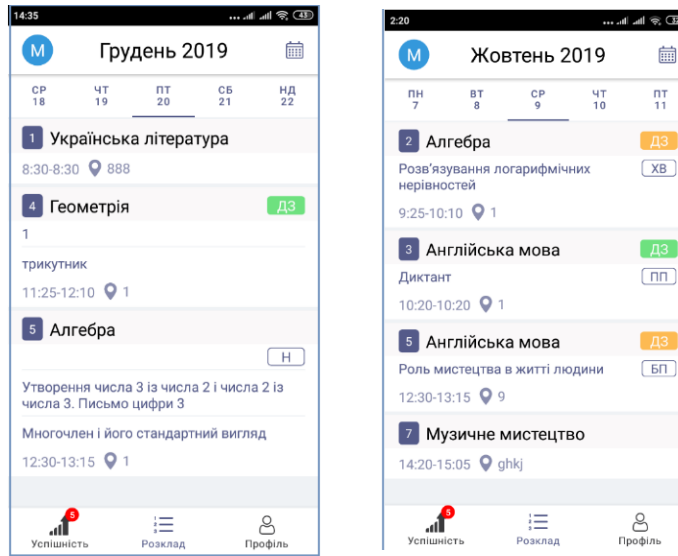 14:35
43
М
Грудень 2019
СР ЧТ ПТ СБ НД
18 19 20 21 22
1 Українська література
8:30-8:30 888
4 Геометрія ДЗ
1
трикутник
11:25-12:10 1
5 Алгебра
Н
Утворення числа 3 із числа 2 і числа 2 із
числа 3. Письмо цифри 3
Многочлен і його стандартний вигляд
12:30-13:15 1
5
Успішність Розклад Профіль
2:20
М
Жовтень 2019
ПН ВТ СР ЧТ ПТ
7 8 9 10 11
2 Алгебра ДЗ
Розв'язування логарифмічних ХВ
нерівностей
9:25-10:10 1
3 Англійська мова ДЗ
Диктант ПП
10:20-10:20 1
5 Англійська мова ДЗ
Роль мистецтва в житті людини БП
12:30-13:15 9
7 Музичне мистецтво
14:20-15:05 ghkj
5
Успішність Розклад Профіль